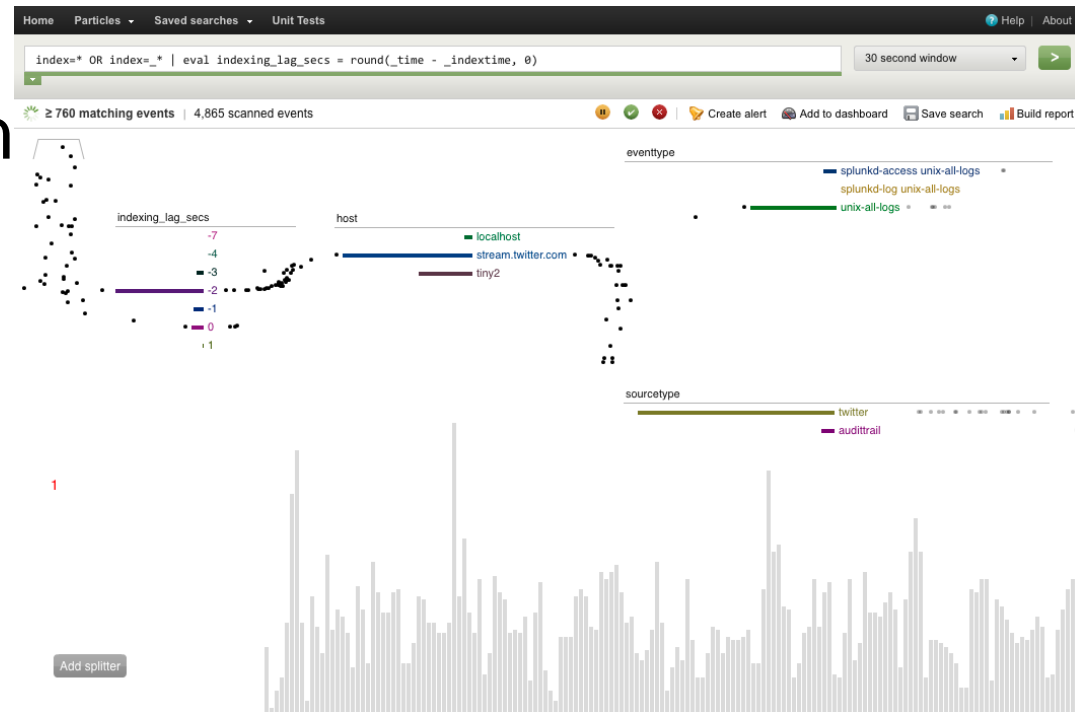 Home Particles Saved searches Unit Tests Help | About
index=* OR index=_* | eval indexing_lag_secs = round(_time - _indextime, 0)
30 second window
>
≥ 760 matching events | 4,865 scanned events
Create alert Add to dashboard Save search Build report
n
eventtype
splunkd-access unix-all-logs
splunkd-log unix-all-logs
unix-all-logs
indexing_lag_secs
-7
-4
-3
-2
-1
0
1
host
localhost
stream.twitter.com
tiny2
sourcetype
twitter
audittrail
1
Add splitter